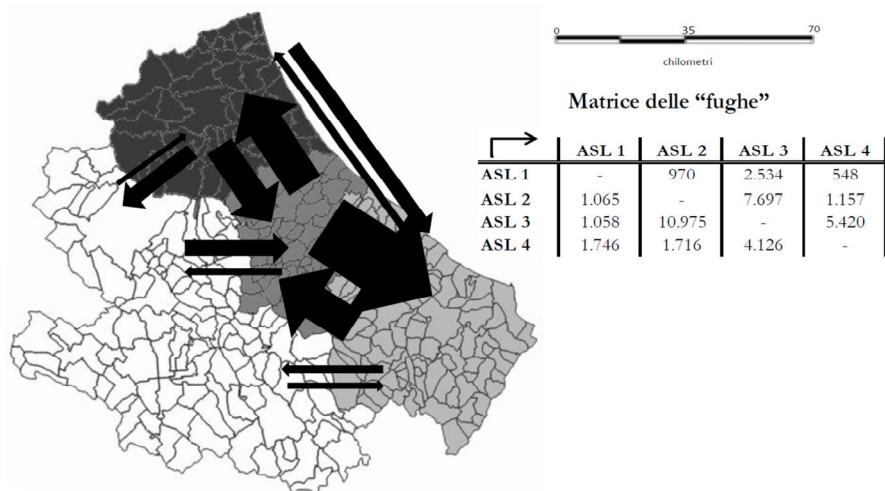 0 35 70
chilometri
Matrice delle “fughe”
ASL 1 ASL 2 ASL 3 ASL 4
ASL 1 - 970 2.534 548
ASL 2 1.065 - 7.697 1.157
ASL 3 1.058 10.975 - 5.420
ASL 4 1.746 1.716 4.126 -